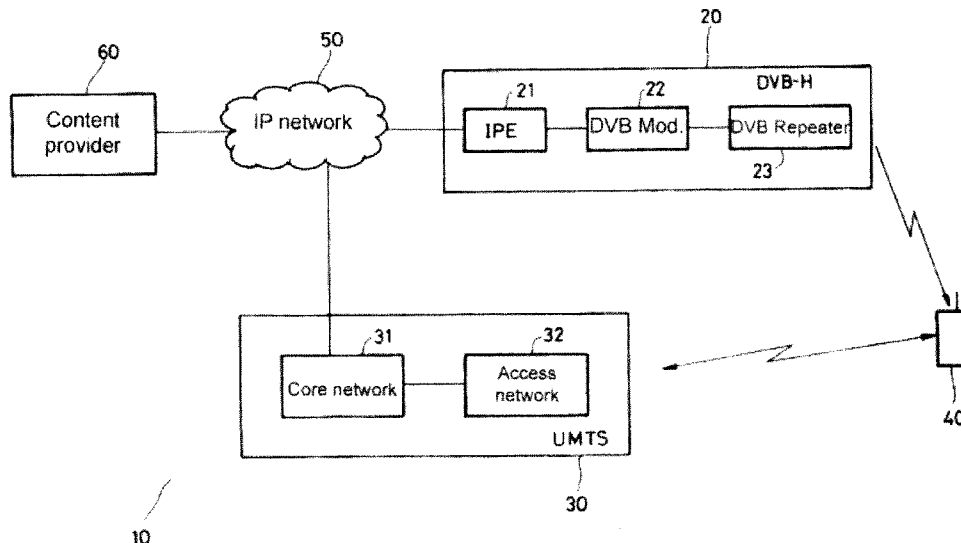 60
Content
provider
50
IP network
20
DVB-H
21
IPE
22
DVB Mod.
DVB Repeater
23
31
Core network
32
Access
network
UMTS
30
40
10